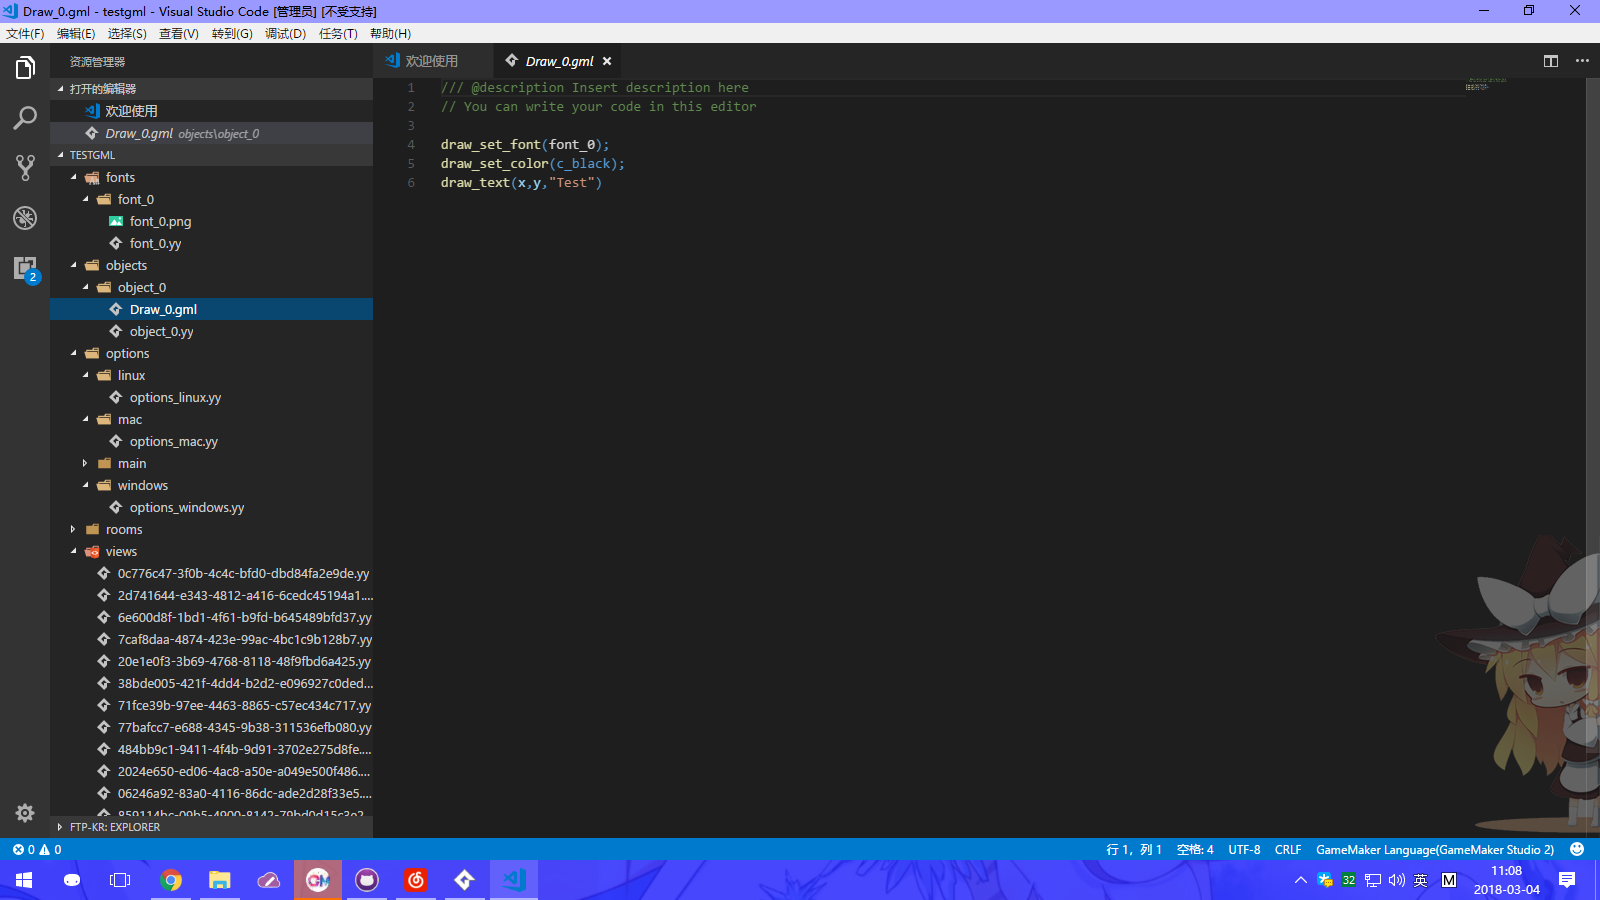 Draw_0.gml - testgml - Visual Studio Code [管理员] [不受支持]
文件(F) 编辑(E) 选择(S) 查看(V) 转到(G) 调试(D) 任务(T) 帮助(H)
资源管理器
打开的编辑器
欢迎使用
Draw_0.gml objects\object_0
TESTGML
fonts
font_0
font_0.png
font_0.yy
objects
object_0
Draw_0.gml
object_0.yy
options
linux
options_linux.yy
mac
options_mac.yy
main
windows
options_windows.yy
rooms
views
0c776c47-3f0b-4c4c-bfd0-dbd84fa2e9de.yy
2d741644-e343-4812-a416-6cedc45194a1....
6e600d8f-1bd1-4f61-b9fd-b645489bfd37.yy
7caf8daa-4874-423e-99ac-4bc1c9b128b7.yy
20e1e0f3-3b69-4768-8118-48f9fbd6a425.yy
38bde005-421f-4dd4-b2d2-e096927c0ded...
71fce39b-97ee-4463-8865-c57ec434c717.yy
77bafcc7-e688-4345-9b38-311536efb080.yy
484bb9c1-9411-4f4b-9d91-3702e275d8fe....
2024e650-ed06-4ac8-a50e-a049e500f486....
06246a92-83a0-4116-86dc-ade2d28f33e5....
FTP-KR: EXPLORER
2
欢迎使用 Draw_0.gml
1 /// @description Insert description here
2 // You can write your code in this editor
3
4 draw_set_font(font_0);
5 draw_set_color(c_black);
6 draw_text(x,y,"Test")
0 0 行 1，列 1 空格: 4 UTF-8 CRLF GameMaker Language(GameMaker Studio 2)
32 英 M 11:08
2018-03-04